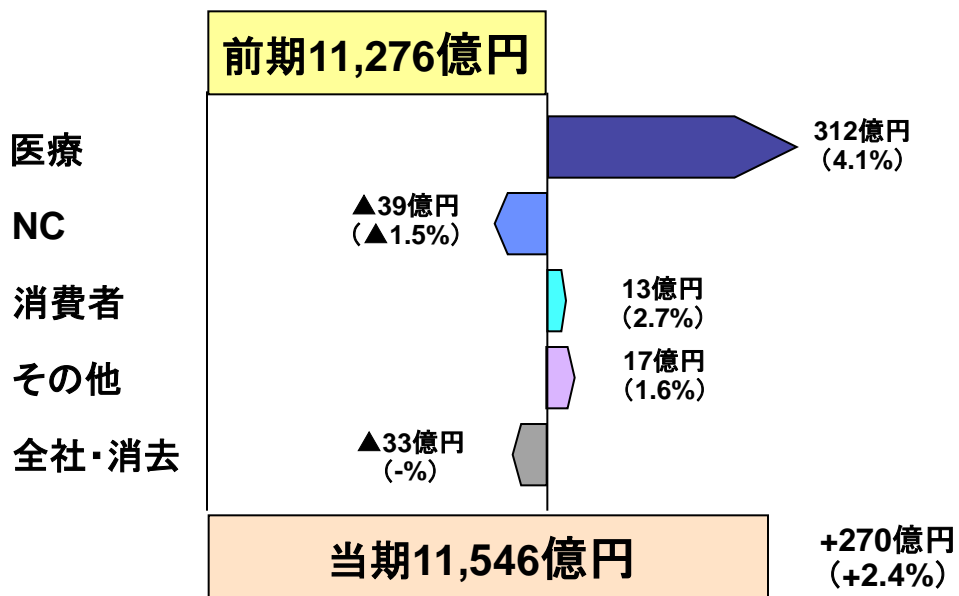 前期11,276億円
医療
312億円
（4.1%）
NC
▲39億円
（▲1.5%）
消費者
13億円
（2.7%）
その他
17億円
（1.6%）
全社・消去
▲33億円
（-%）
当期11,546億円
+270億円
（+2.4%）